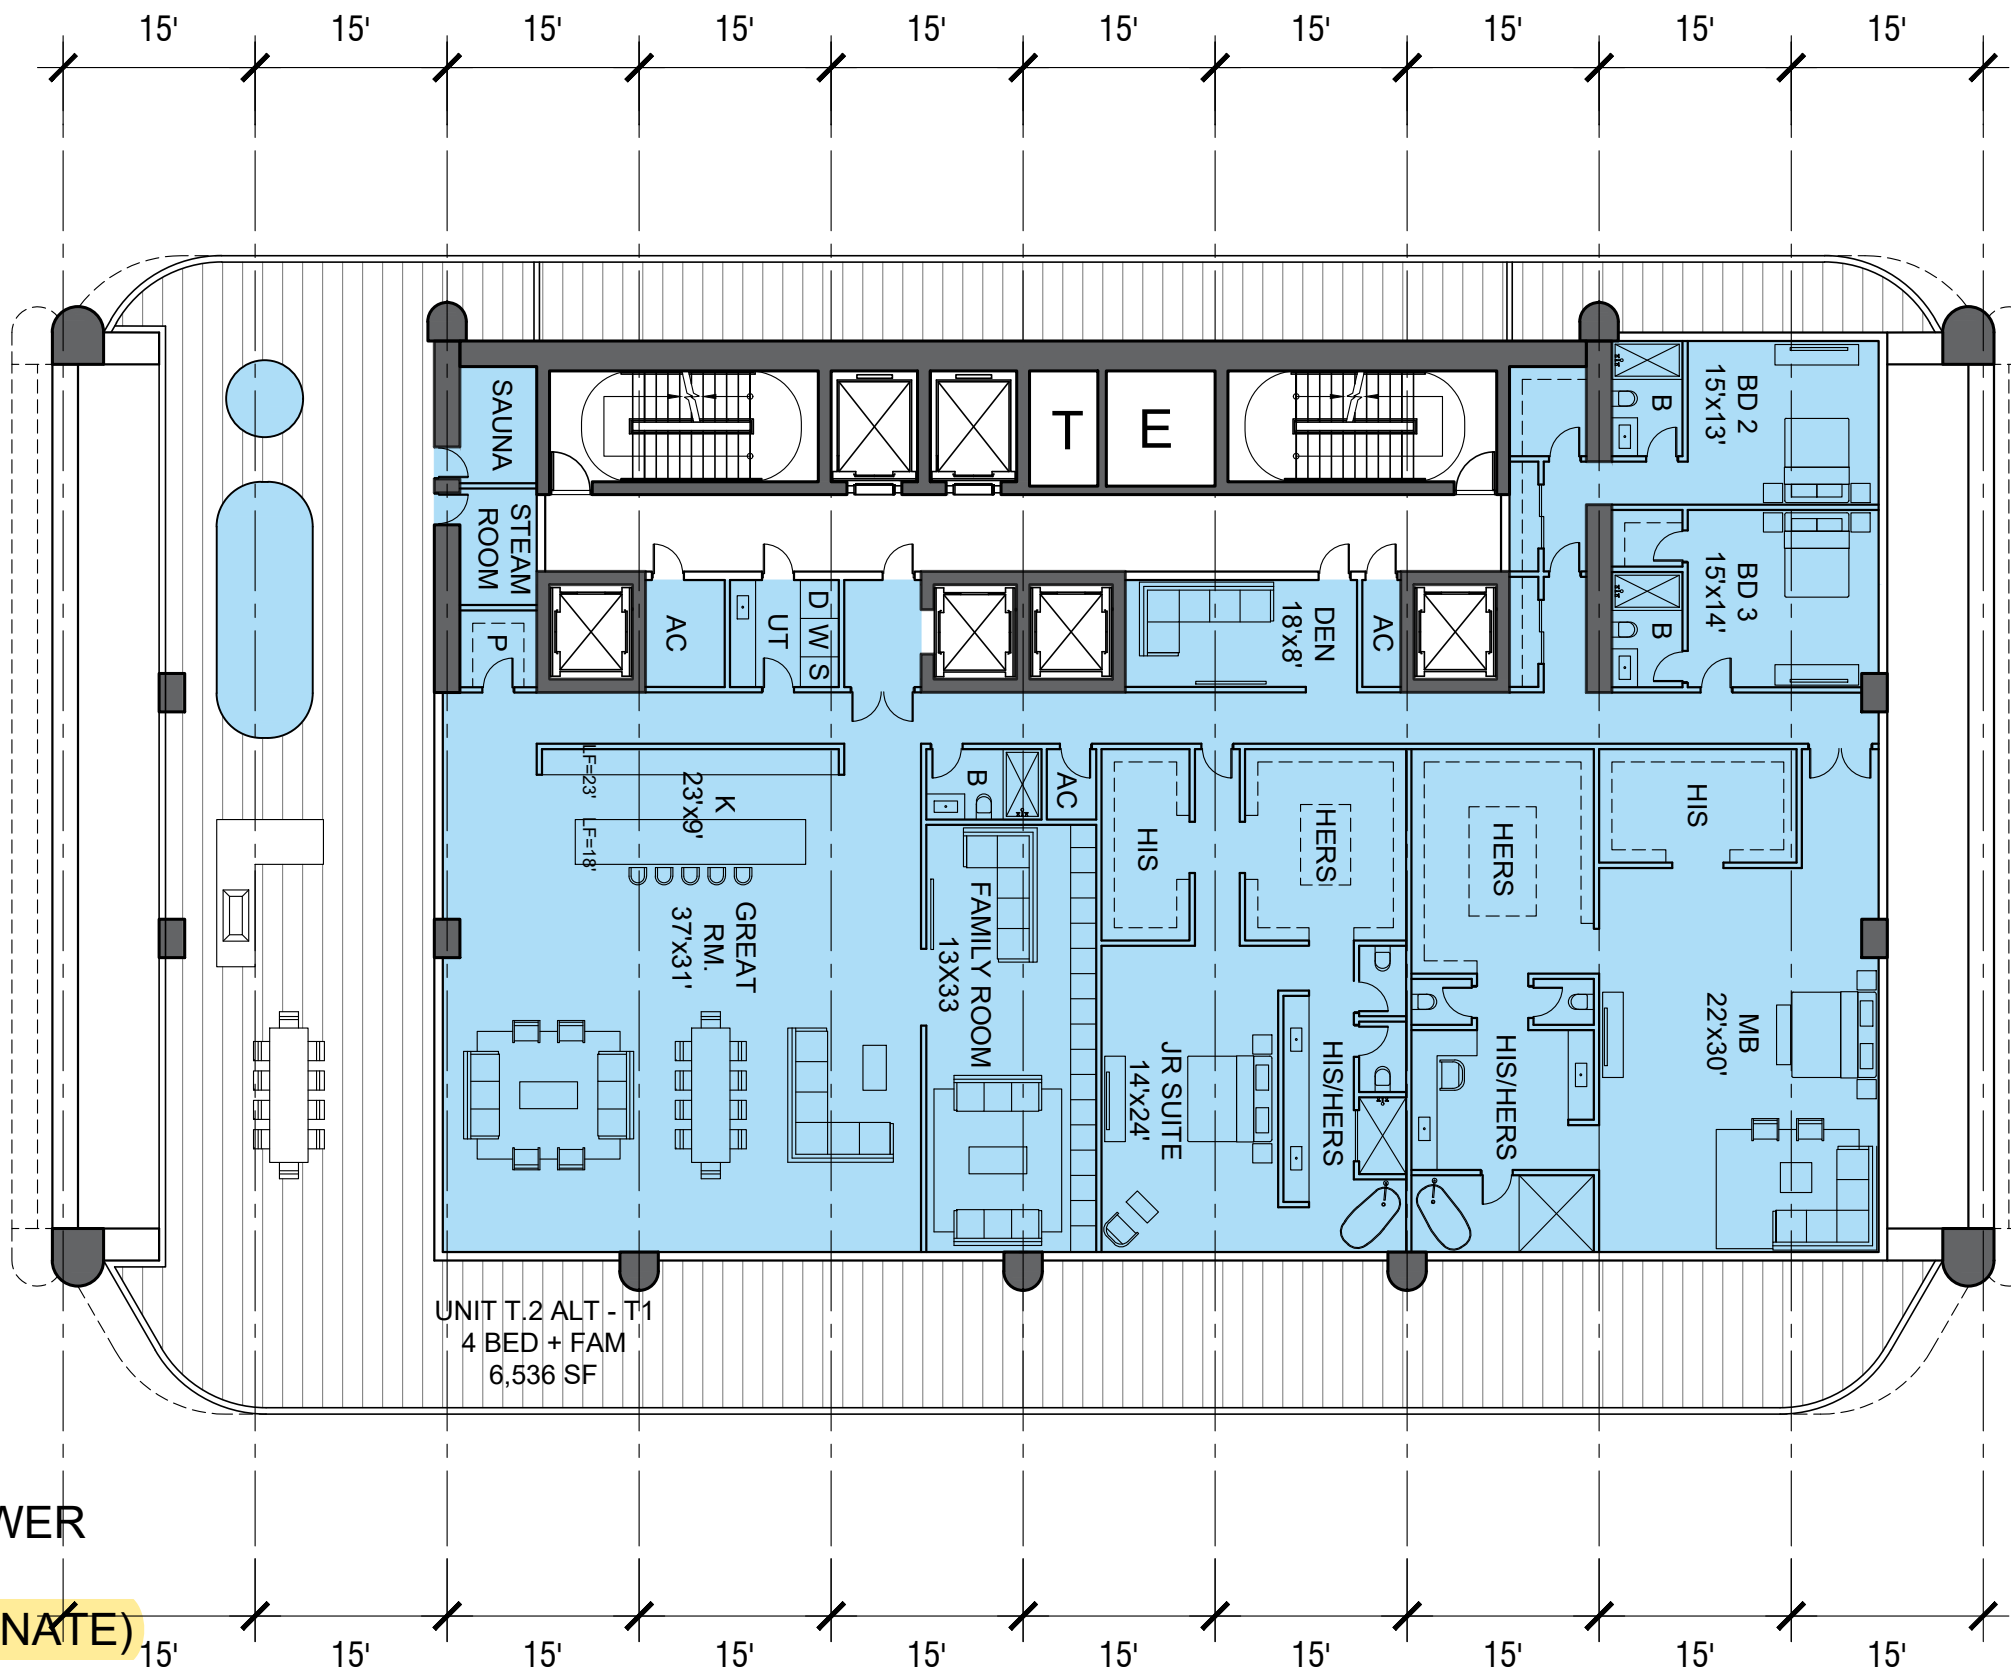 15' 15' 15' 15' 15' 15' 15' 15' 15' 15'
SAUNA
STEAM
ROOM
P
T E
AC
UT
D
W
S
DEN
18'x8'
AC
B
BD 2
15'x13'
BD 3
15'x14'
B
LF=23'
LF=18'
K
23'x9'
GREAT
RM.
37'x31'
B
AC
FAMILY ROOM
13X33
HIS
HERS
JR SUITE
14'x24'
HIS/HERS
HERS
HIS/HERS
HIS
MB
22'x30'
UNIT T.2 ALT - T1
4 BED + FAM
6,536 SF
WER
NATE)
15' 15' 15' 15' 15' 15' 15' 15' 15' 15'